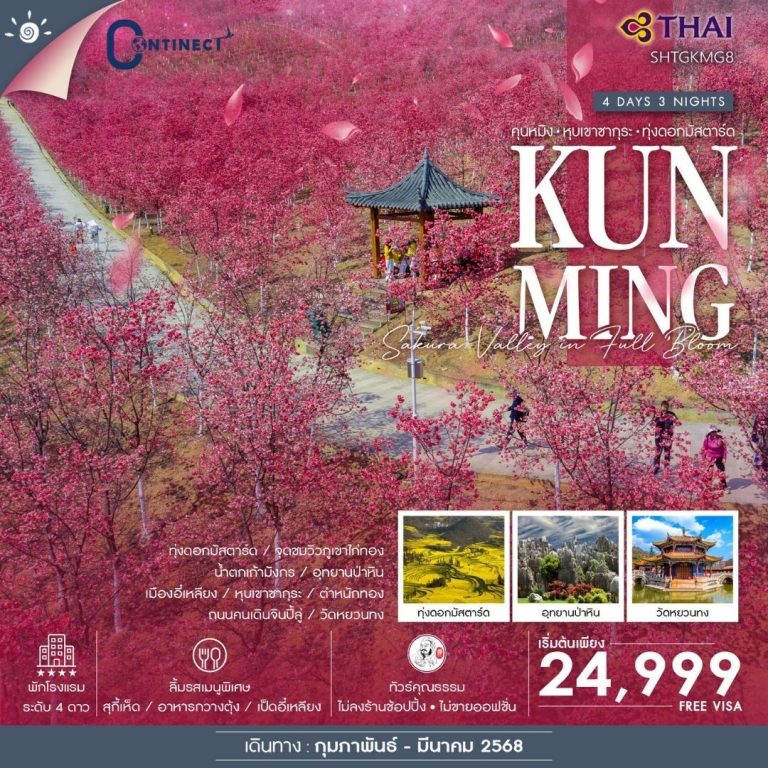 CONTINECT
THAI
SHTGKMG8
4 DAYS 3 NIGHTS
คุนหมิง • หุบเขาซากุระ • ทุ่งดอกมัสตาร์ด
KUN
MING
Sakura Valley in Full Bloom
ทุ่งดอกมัสตาร์ด / จุดชมวิวภูเขาไก่ทอง
น้ำตกเก้ามังกร / อุทยานป่าหิน
เมืองอี๋เหลียง / หุบเขาซากุระ / ตำหนักทอง
ถนนคนเดินจินปี้ลู่ / วัดหยวนทง
ทุ่งดอกมัสตาร์ด
อุทยานป่าหิน
วัดหยวนทง
พักโรงแรม
ระดับ 4 ดาว
ลิ้มรสเมนูพิเศษ
สุกี้เห็ด / อาหารกวางตุ้ง / เป็ดอี๋เหลียง
ทัวร์คุณธรรม
ไม่ลงร้านช้อปปิ้ง • ไม่ขายออฟชั่น
เริ่มต้นเพียง
24,999
FREE VISA
เดินทาง : กุมภาพันธ์ - มีนาคม 2568